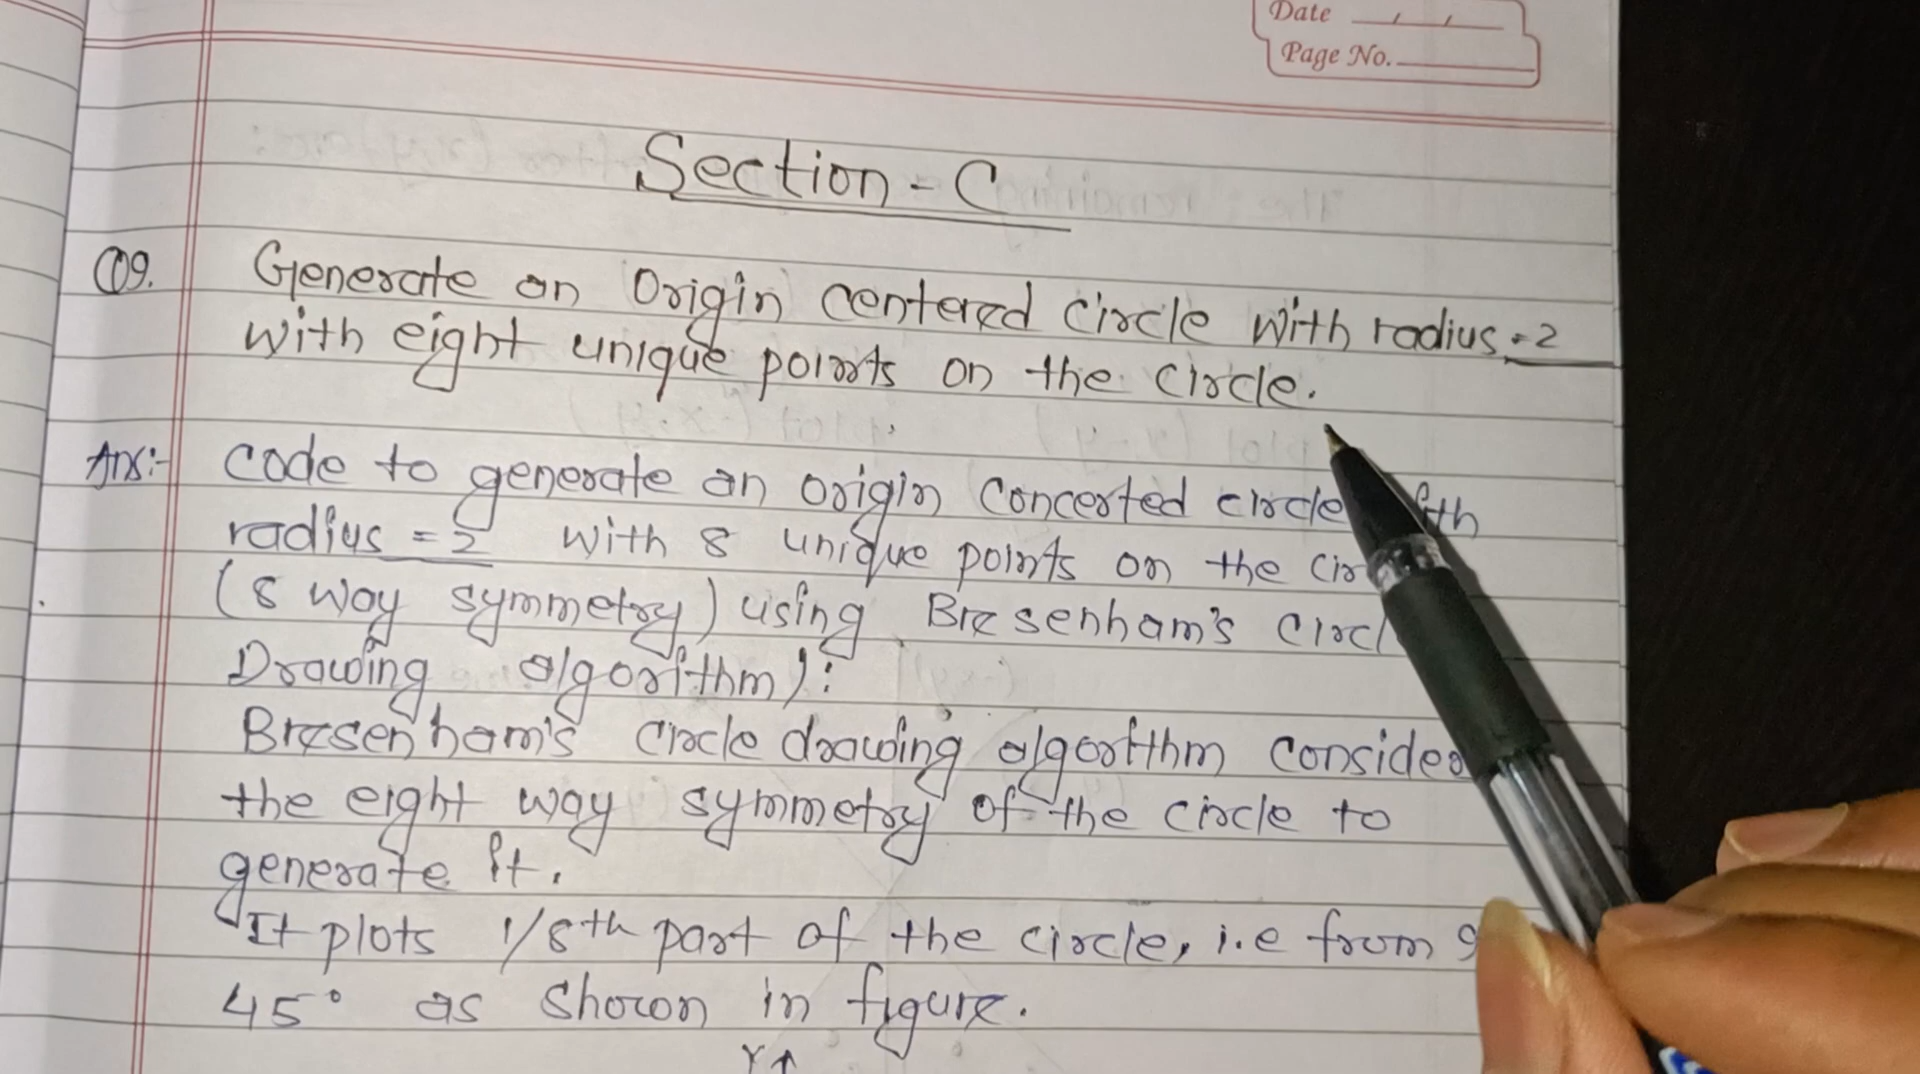 Date / /
Page No.
Section - C
Q9. Generate an Origin centered circle with radius = 2
with eight unique points on the circle.
Ans:- code to generate an origin concerted circle
radius = 2 with 8 unique points on the
(8 way symmetry) using Bresenham's
Drawing algorithm):
Bresenham's circle drawing algorithm
the eight way symmetry of the circle to
generate it.
It plots 1/8th part of the circle, i.e from
45° as shown in figure.
Y